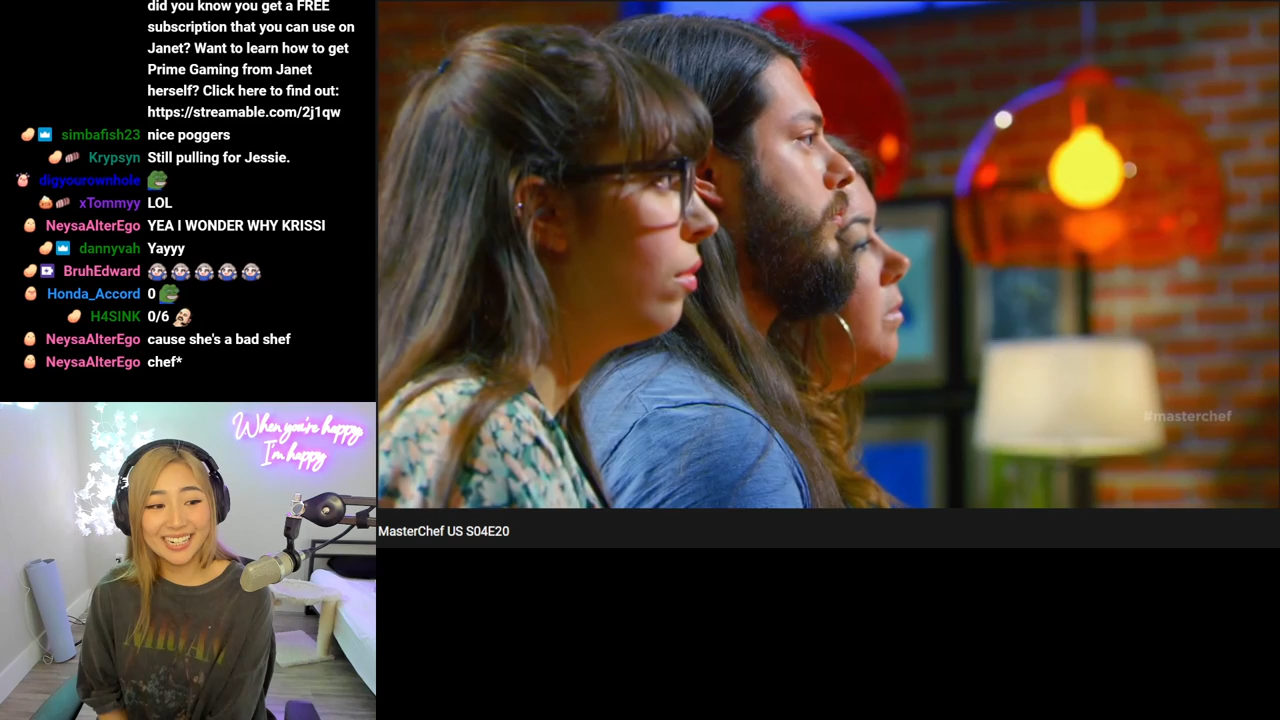 did you know you get a FREE
subscription that you can use on
Janet? Want to learn how to get
Prime Gaming from Janet
herself? Click here to find out:
https://streamable.com/2j1qw
simbafish23 nice poggers
Krypsyn Still pulling for Jessie.
digyourownhole
xTommyy LOL
NeysaAlterEgo YEA I WONDER WHY KRISSI
dannyvah Yayyy
BruhEdward
Honda_Accord 0
H4SINK 0/6
NeysaAlterEgo cause she's a bad shef
NeysaAlterEgo chef*
When you're happy
I'm happy
NIRVANA
#masterchef
MasterChef US S04E20